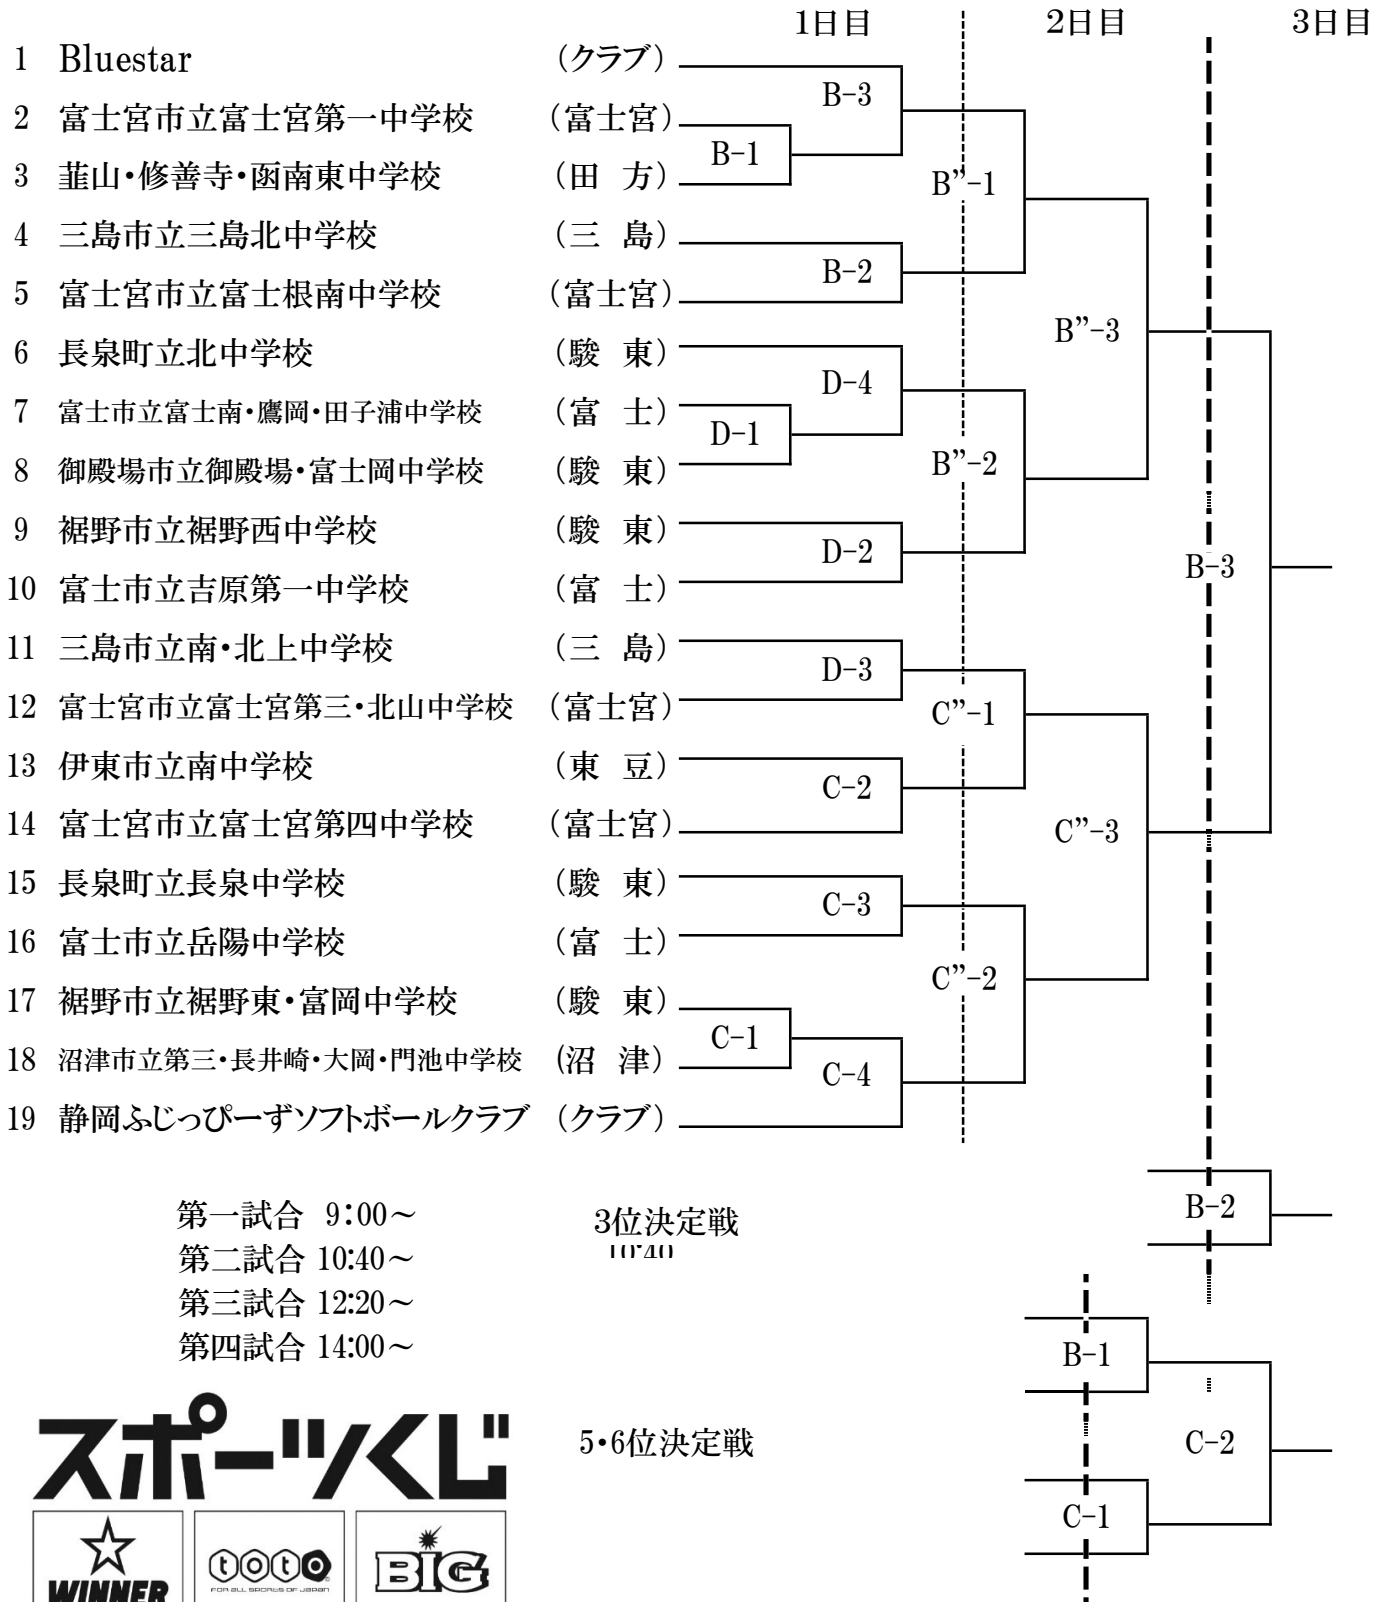 1日目 2日目 3日目
1 Bluestar (クラブ)
B-3
2 富士宮市立富士宮第一中学校 (富士宮)
B-1
3 韮山・修善寺・函南東中学校 (田 方)
B”-1
4 三島市立三島北中学校 (三 島)
B-2
5 富士宮市立富士根南中学校 (富士宮)
B”-3
6 長泉町立北中学校 (駿 東)
D-4
7 富士市立富士南・鷹岡・田子浦中学校 (富 士)
D-1
8 御殿場市立御殿場・富士岡中学校 (駿 東)
B”-2
9 裾野市立裾野西中学校 (駿 東)
D-2
B-3
10 富士市立吉原第一中学校 (富 士)
11 三島市立南・北上中学校 (三 島)
D-3
12 富士宮市立富士宮第三・北山中学校 (富士宮)
C”-1
13 伊東市立南中学校 (東 豆)
C-2
14 富士宮市立富士宮第四中学校 (富士宮)
C”-3
15 長泉町立長泉中学校 (駿 東)
C-3
16 富士市立岳陽中学校 (富 士)
C”-2
17 裾野市立裾野東・富岡中学校 (駿 東)
C-1
18 沼津市立第三・長井崎・大岡・門池中学校 (沼 津)
C-4
19 静岡ふじっぴーずソフトボールクラブ (クラブ)
第一試合 9:00～
第二試合 10:40～
第三試合 12:20～
第四試合 14:00～
3位決定戦
10:40
B-2
B-1
5・6位決定戦
C-2
C-1
スポーツくじ
WINNER
toto
FOR ALL SPORTS OF JAPAN
BIG